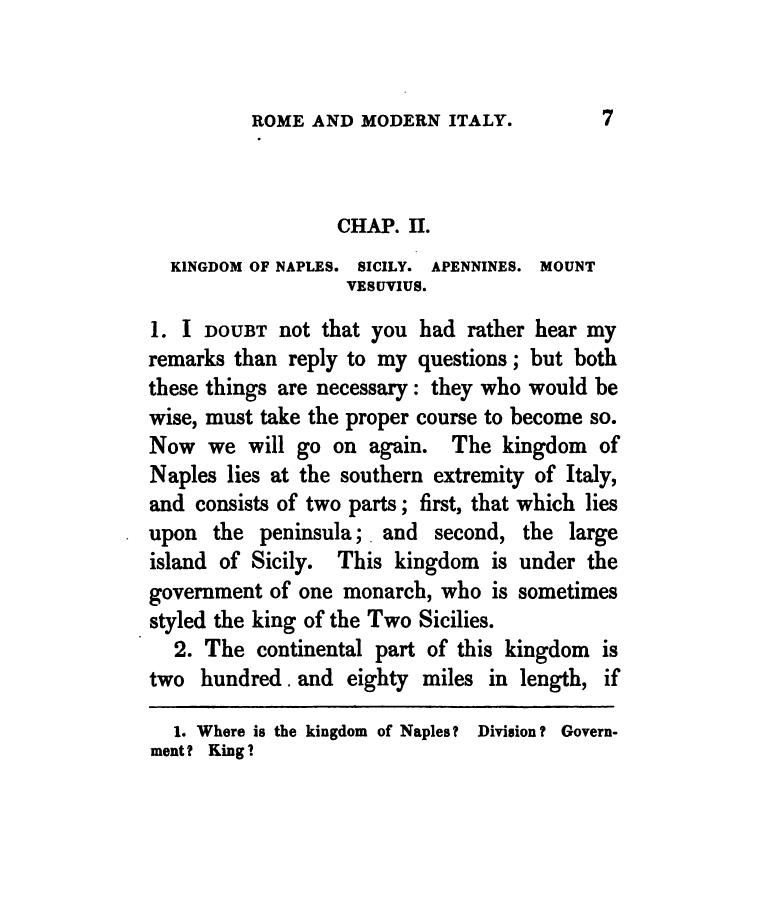 ROME AND MODERN ITALY. 7
CHAP. II.
KINGDOM OF NAPLES. SICILY. APENNINES. MOUNT
VESUVIUS.
1. I DOUBT not that you had rather hear my
remarks than reply to my questions; but both
these things are necessary: they who would be
wise, must take the proper course to become so.
Now we will go on again. The kingdom of
Naples lies at the southern extremity of Italy,
and consists of two parts; first, that which lies
upon the peninsula; and second, the large
island of Sicily. This kingdom is under the
government of one monarch, who is sometimes
styled the king of the Two Sicilies.
2. The continental part of this kingdom is
two hundred and eighty miles in length, if
1. Where is the kingdom of Naples? Division? Govern-
ment? King?